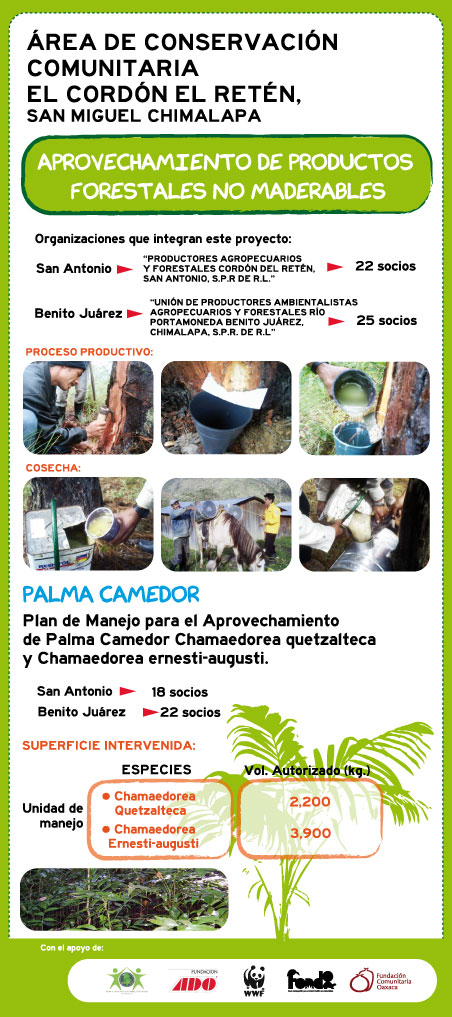 ÁREA DE CONSERVACIÓN
COMUNITARIA
EL CORDÓN EL RETÉN,
SAN MIGUEL CHIMALAPA
APROVECHAMIENTO DE PRODUCTOS
FORESTALES NO MADERABLES
Organizaciones que integran este proyecto:
San Antonio
"PRODUCTORES AGROPECUARIOS
Y FORESTALES CORDÓN DEL RETÉN,
SAN ANTONIO, S.P.R DE R.L."
22 socios
Benito Juárez
"UNIÓN DE PRODUCTORES AMBIENTALISTAS
AGROPECUARIOS Y FORESTALES RÍO
PORTAMONEDA BENITO JUÁREZ,
CHIMALAPA, S.P.R. DE R.L"
25 socios
PROCESO PRODUCTIVO:
COSECHA:
PALMA CAMEDOR
Plan de Manejo para el Aprovechamiento
de Palma Camedor Chamaedorea quetzalteca
y Chamaedorea ernesti-augusti.
San Antonio 18 socios
Benito Juárez 22 socios
SUPERFICIE INTERVENIDA:
ESPECIES Vol. Autorizado (kg.)
Unidad de
manejo
Chamaedorea
Quetzalteca
2,200
Chamaedorea
Ernesti-augusti
3,900
Con el apoyo de:
FUNDACIÓN
ADO
WWF
Fondo
Fundación
Comunitaria
Oaxaca